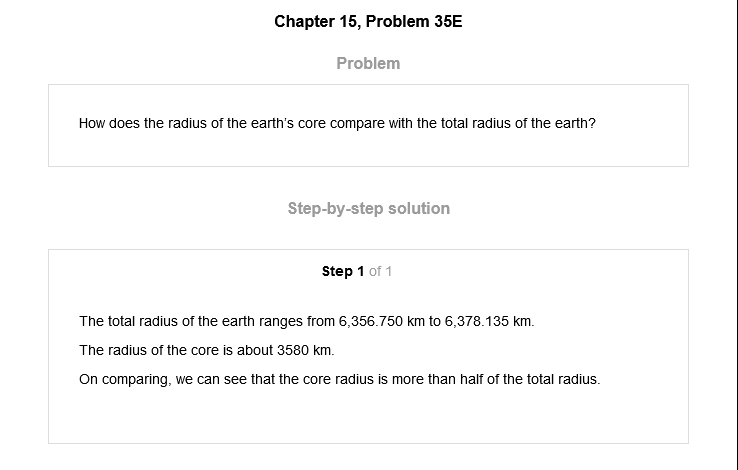 Chapter 15, Problem 35E
Problem
How does the radius of the earth's core compare with the total radius of the earth?
Step-by-step solution
Step 1 of 1
The total radius of the earth ranges from 6,356.750 km to 6,378.135 km.
The radius of the core is about 3580 km.
On comparing, we can see that the core radius is more than half of the total radius.